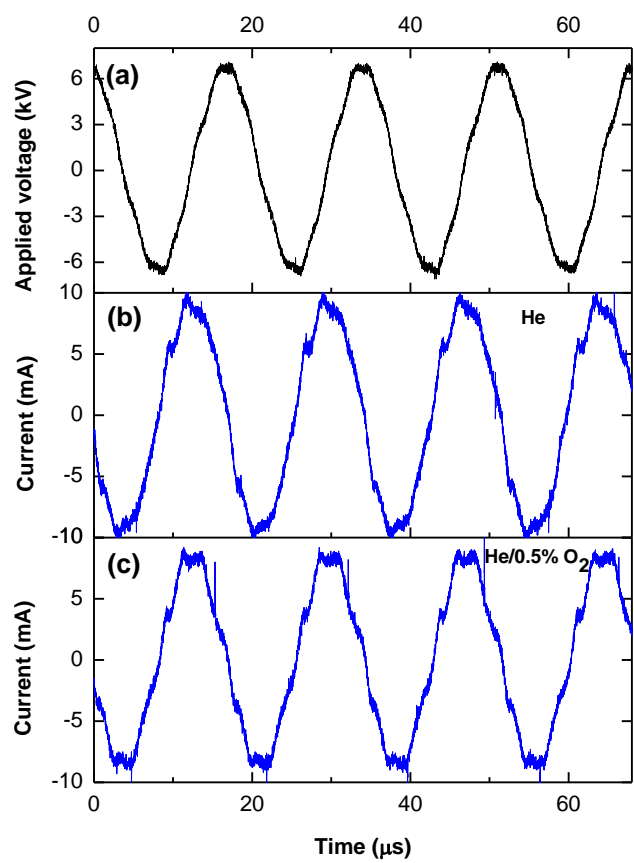 0 20 40 60
(a)
Applied voltage (kV)
6
3
0
-3
-6
(b)
He
Current (mA)
10
5
0
-5
-10
(c)
He/0.5% O2
Current (mA)
5
0
-5
-10
0 20 40 60
Time (μs)